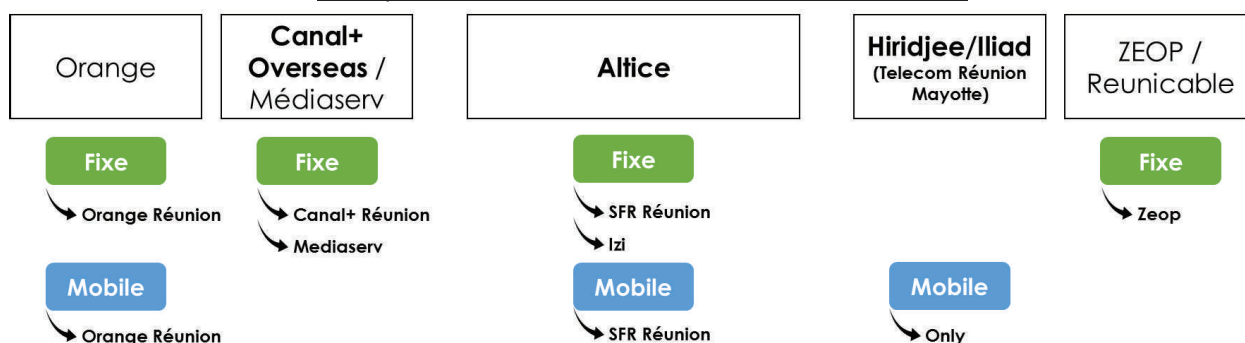 Orange
Canal+
Overseas /
Médiaserv
Altice
Hiridjee/Iliad
(Telecom Réunion
Mayotte)
ZEOP /
Reunicable
Fixe
Orange Réunion
Fixe
Canal+ Réunion
Mediaserv
Fixe
SFR Réunion
Izi
Fixe
Zeop
Mobile
Orange Réunion
Mobile
SFR Réunion
Mobile
Only